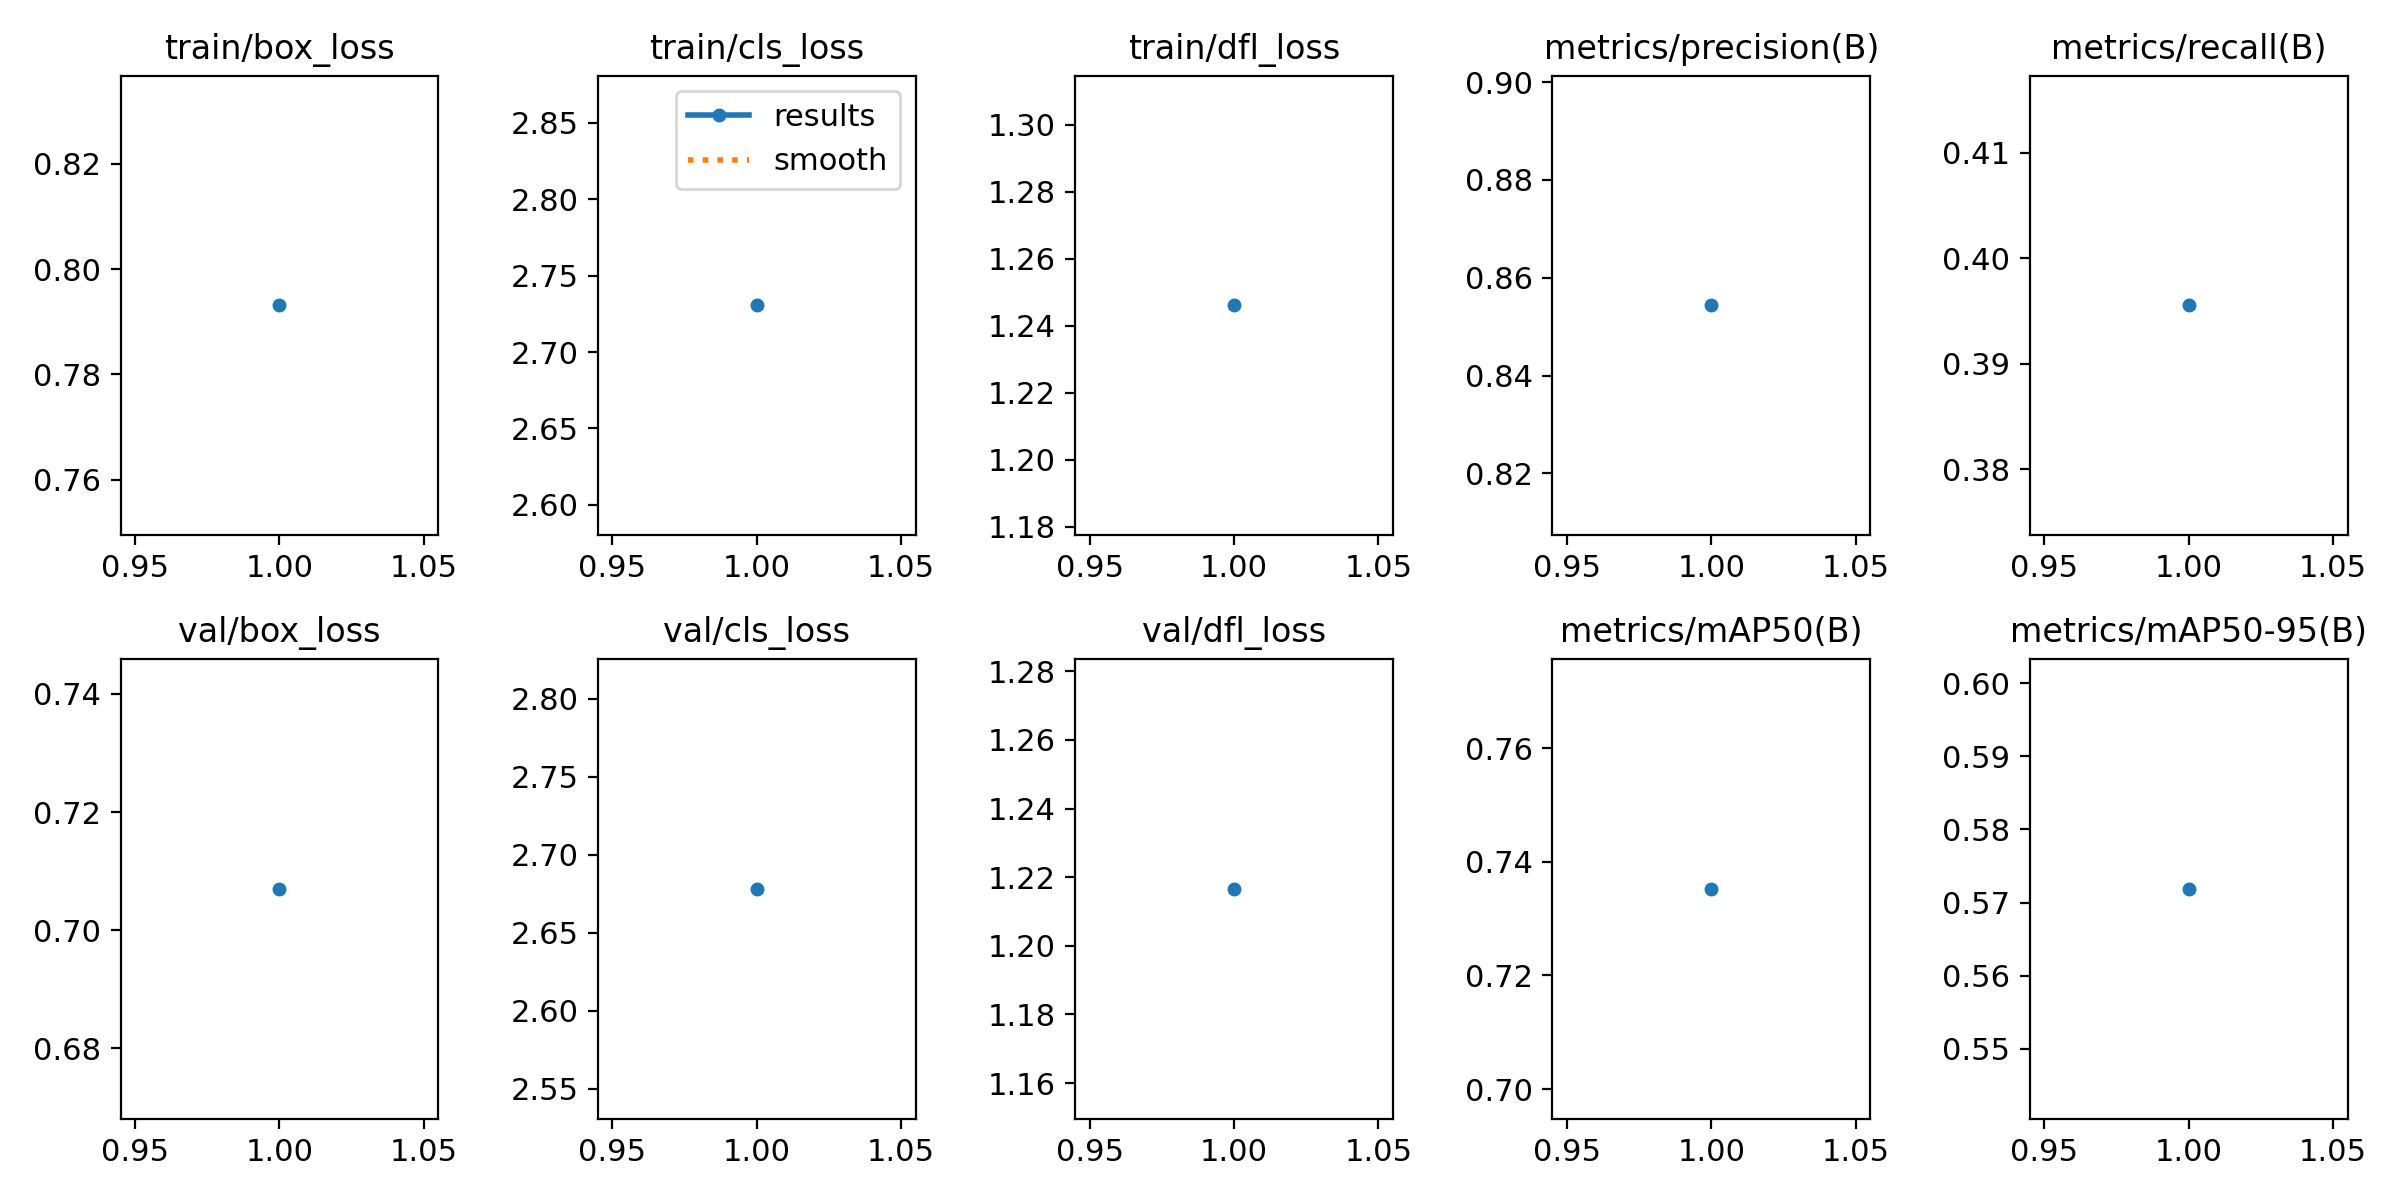 train/box_loss
0.82
0.80
0.78
0.76
0.95 1.00 1.05
train/cls_loss
results
smooth
2.85
2.80
2.75
2.70
2.65
2.60
0.95 1.00 1.05
train/dfl_loss
1.30
1.28
1.26
1.24
1.22
1.20
1.18
0.95 1.00 1.05
metrics/precision(B)
0.90
0.88
0.86
0.84
0.82
0.95 1.00 1.05
metrics/recall(B)
0.41
0.40
0.39
0.38
0.95 1.00 1.05
val/box_loss
0.74
0.72
0.70
0.68
0.95 1.00 1.05
val/cls_loss
2.80
2.75
2.70
2.65
2.60
2.55
0.95 1.00 1.05
val/dfl_loss
1.28
1.26
1.24
1.22
1.20
1.18
1.16
0.95 1.00 1.05
metrics/mAP50(B)
0.76
0.74
0.72
0.70
0.95 1.00 1.05
metrics/mAP50-95(B)
0.60
0.59
0.58
0.57
0.56
0.55
0.95 1.00 1.05